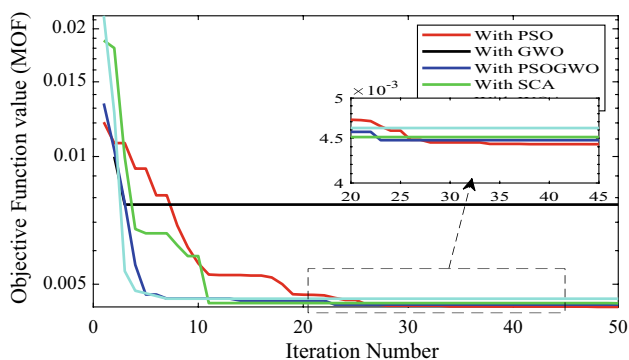 0.02
0.015
0.01
0.005
Objective Function value (MOF)
With PSO
With GWO
With PSOGWO
With SCA
× 10⁻³
5
4.5
4
20 25 30 35 40 45
0 10 20 30 40 50
Iteration Number